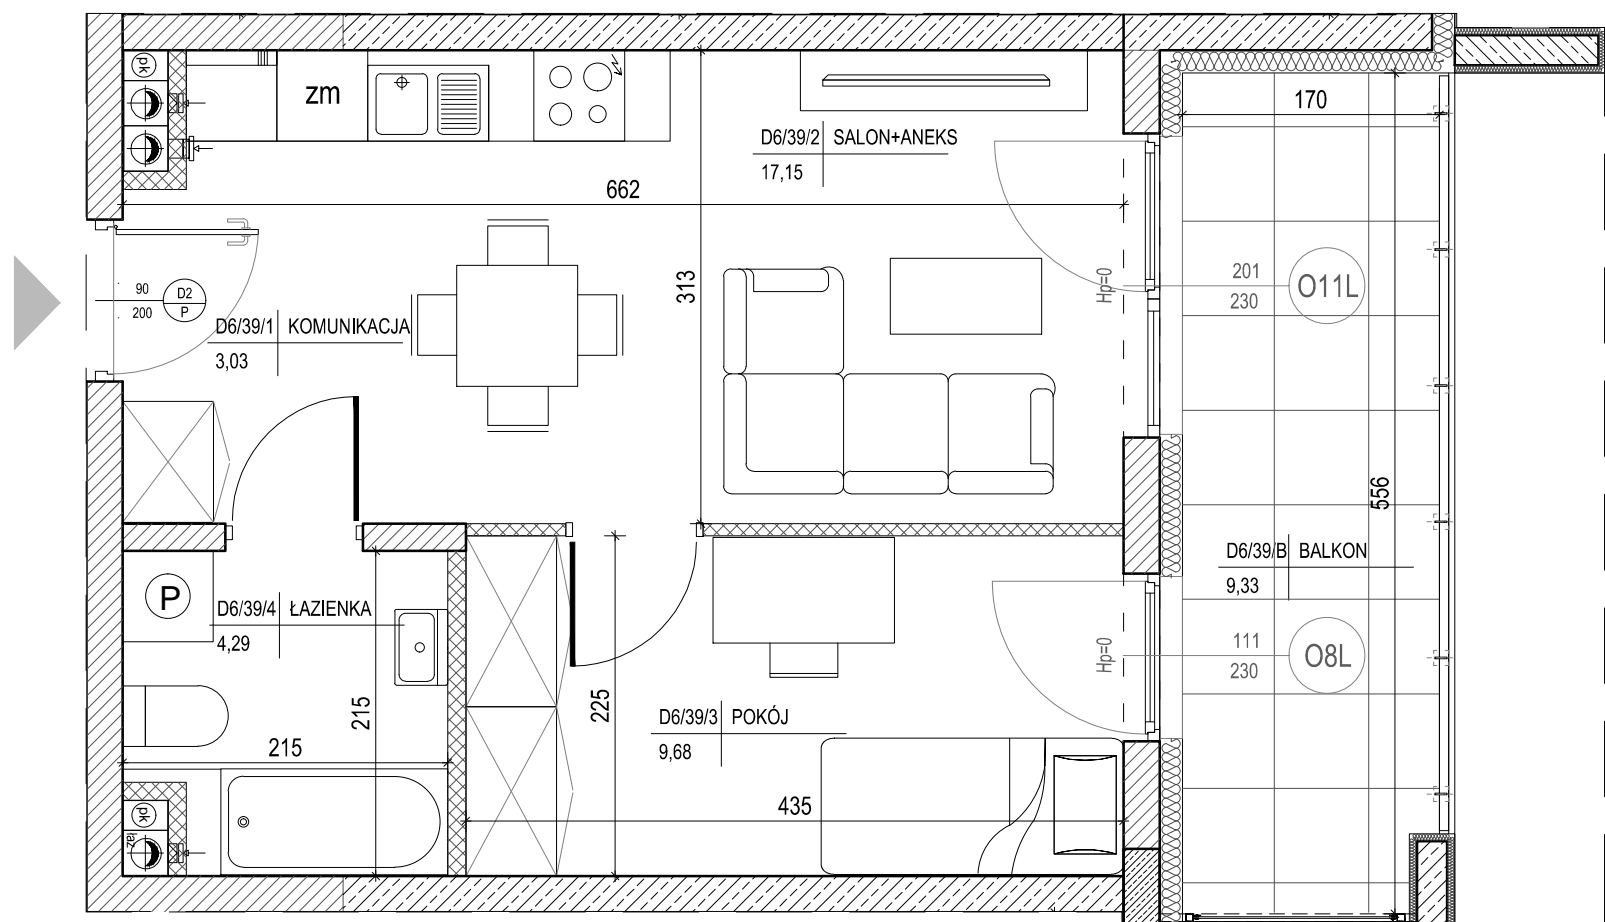 pk
zm
170
D6/39/2 SALON+ANEKS
17,15
662
313
Hp=0
201
230
O11L
90
200
D2
P
D6/39/1 KOMUNIKACJA
3,03
556
D6/39/B BALKON
9,33
P
D6/39/4 ŁAZIENKA
4,29
215
215
225
D6/39/3 POKÓJ
9,68
Hp=0
111
230
O8L
435
pk
łaz